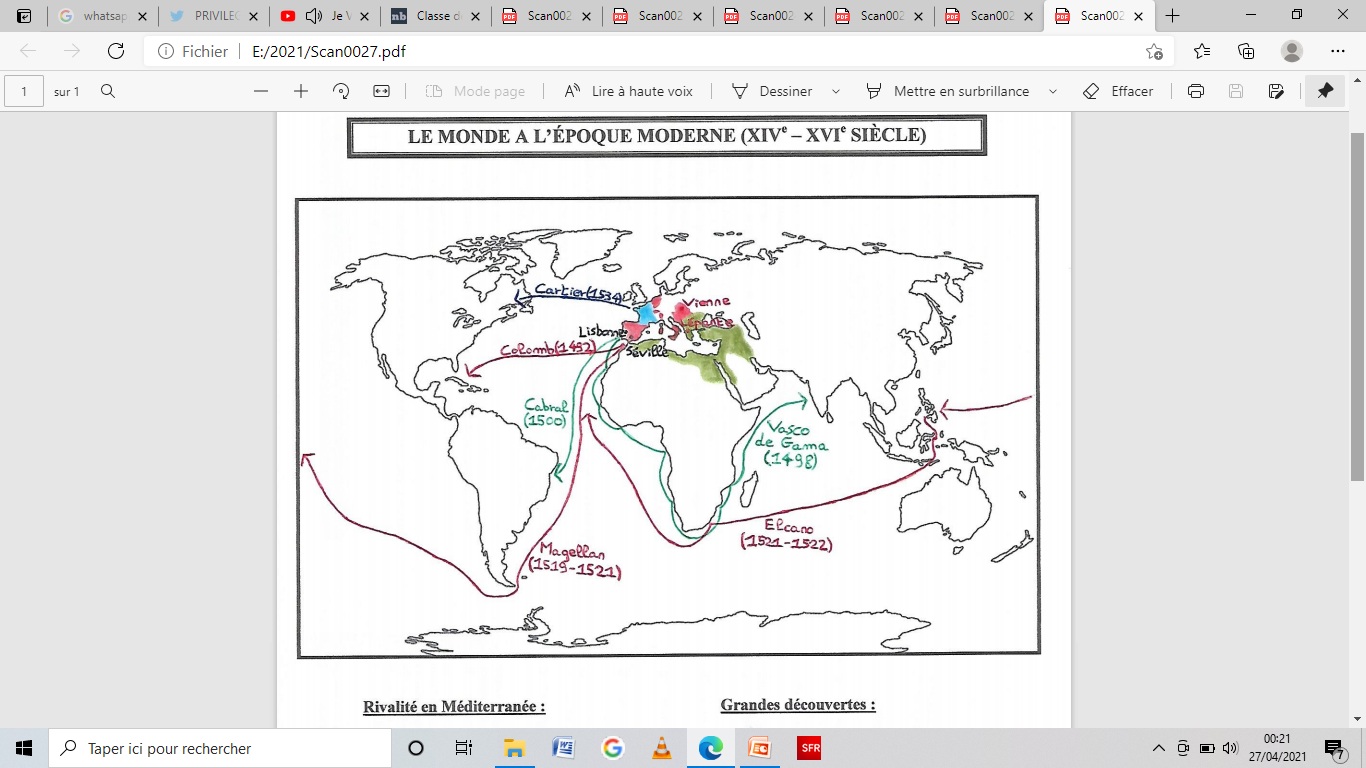 whatsap
PRIVILEG
Je V
Classe d
Scan002
Scan002
Scan002
Scan002
Scan002
Scan002
Fichier
E:/2021/Scan0027.pdf
1
sur 1
Mode page
Lire à haute voix
Dessiner
Mettre en surbrillance
Effacer
LE MONDE A L'ÉPOQUE MODERNE (XIVe – XVIe SIÈCLE)
Cartier(1534)
Vienne
Lépante
Lisbonne
Colomb(1492)
Séville
Cabral
(1500)
Vasco
de Gama
(1498)
Elcano
(1521-1522)
Magellan
(1519-1521)
Rivalité en Méditerranée :
Grandes découvertes :
Taper ici pour rechercher
SFR
00:21
27/04/2021
7